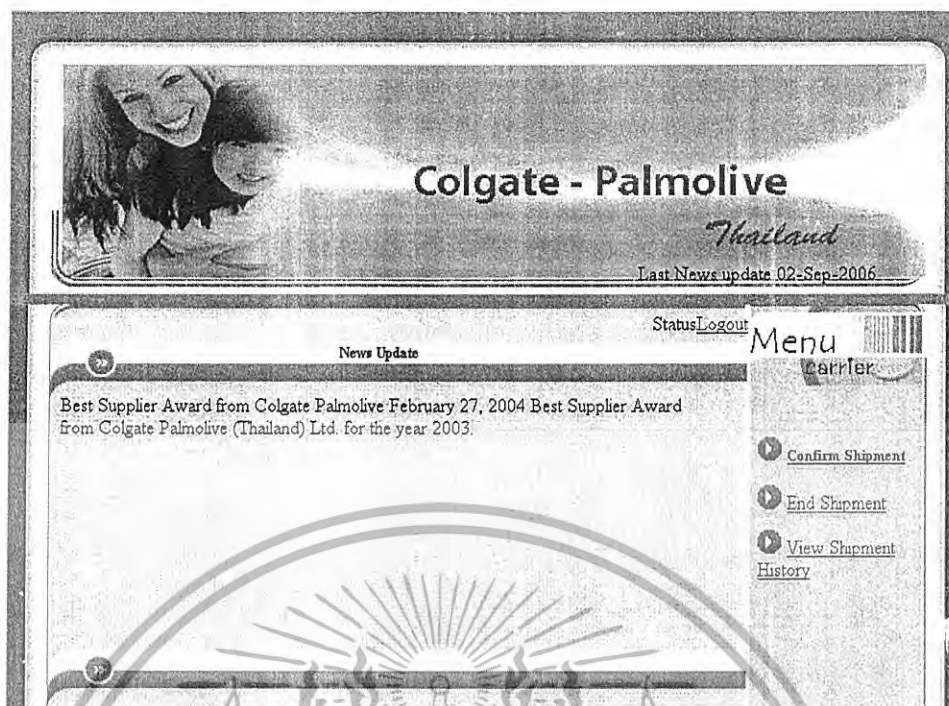 Colgate - Palmolive
Thailand
Last News update 02-Sep-2006
StatusLogout
Menu
carrier
News Update
Best Supplier Award from Colgate Palmolive February 27, 2004 Best Supplier Award
from Colgate Palmolive (Thailand) Ltd. for the year 2003.
Confirm Shipment
End Shipment
View Shipment
History